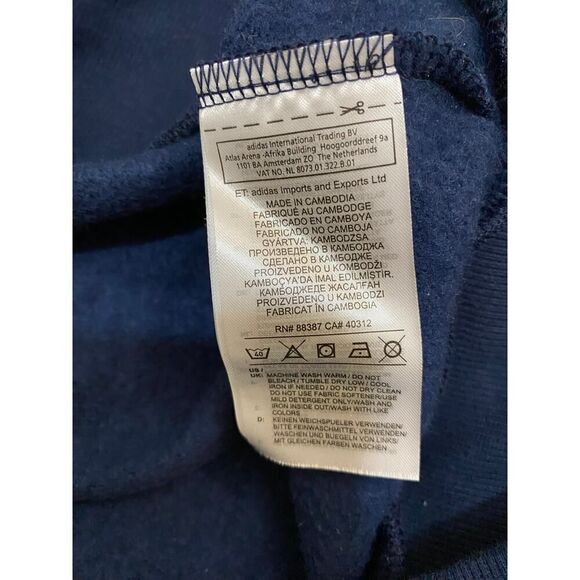 adidas International Trading BV
Atlas Arena -Afrika Building Hoogoorddreef 9a
1101 BA Amsterdam ZO The Netherlands
VAT NO. NL 8073.01.322.B.01
ET: adidas Imports and Exports Ltd
MADE IN CAMBODIA
FABRIQUÉ AU CAMBODGE
FABRICADO EN CAMBOYA
FABRICADO NO CAMBOJA
GYÁRTVA: KAMBODZSA
ПРОИЗВЕДЕНО В КАМБОДЖА
СДЕЛАНО В КАМБОДЖЕ
PROIZVEDENO U KOMBODŽI
KAMBOÇYA'DA İMAL EDİLMİŞTİR.
КАМБОДЖЕДЕ ЖАСАЛҒАН
PROIZVEDENO U KAMBODZI
FABRICAT ÎN CAMBOGIA
RN# 88387 CA# 40312
40
US /
UK: MACHINE WASH WARM / DO NOT
BLEACH / TUMBLE DRY LOW / COOL
IRON IF NEEDED / DO NOT DRY CLEAN
DO NOT USE FABRIC SOFTENER/USE
MILD DETERGENT ONLY/WASH AND
IRON INSIDE OUT/WASH WITH LIKE
COLORS
D: KEINEN WEICHSPUELER VERWENDEN/
BITTE FEINWASCHMITTEL VERWENDEN/
WASCHEN UND BUEGELN VON LINKS/
MIT GLEICHEN FARBEN WASCHEN